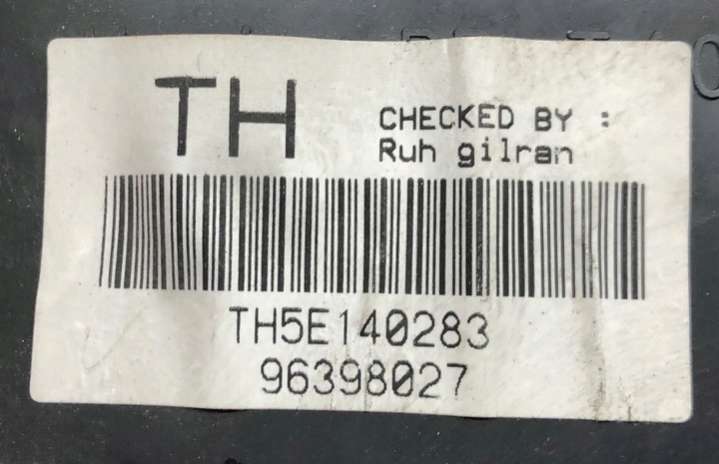 TH
CHECKED BY :
Ruh gilran
TH5E140283
96398027